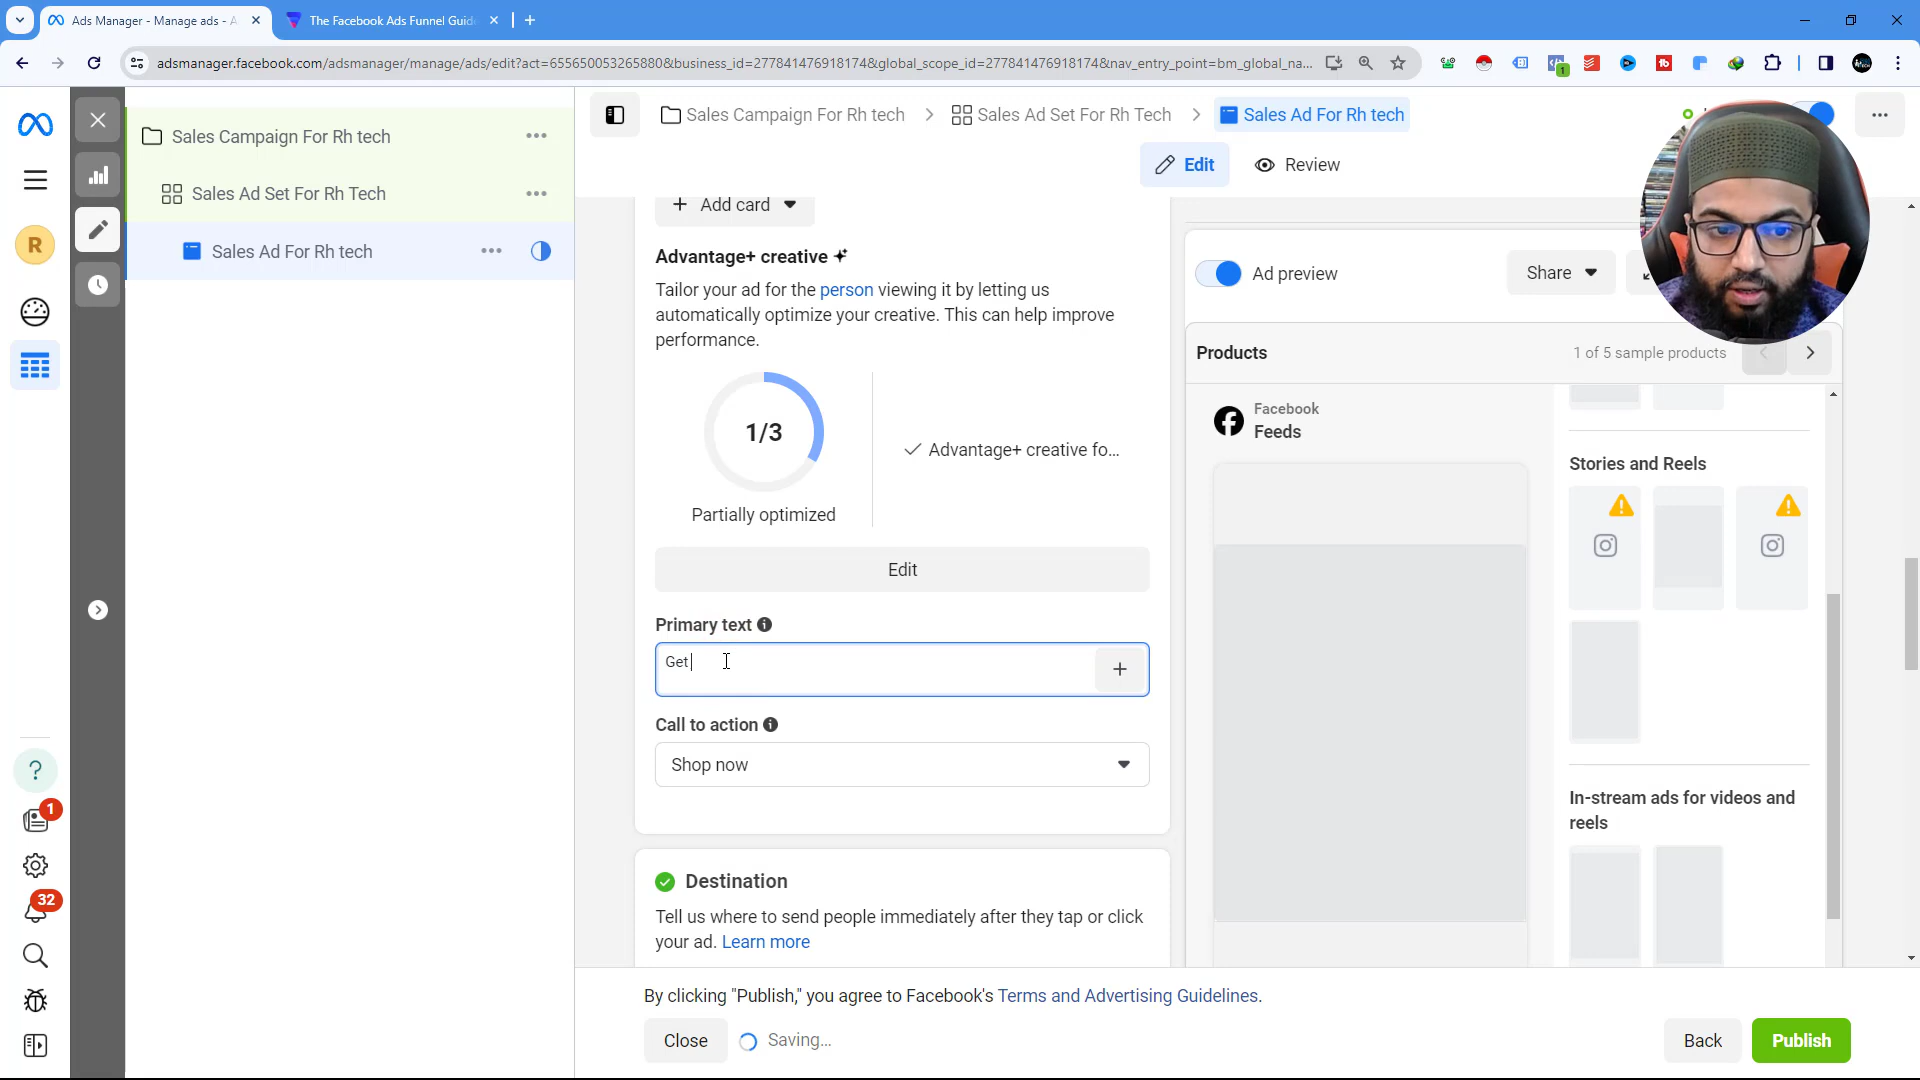 Ads Manager - Manage ads - A
The Facebook Ads Funnel Guid
adsmanager.facebook.com/adsmanager/manage/ads/edit?act=655650053265880&business_id=277841476918174&global_scope_id=277841476918174&nav_entry_point=bm_global_na...
1
Sales Campaign For Rh tech
Sales Ad Set For Rh Tech
Sales Ad For Rh tech
Sales Campaign For Rh tech
Sales Ad Set For Rh Tech
Sales Ad For Rh tech
R
1
32
Edit
Review
Add card
Advantage+ creative
Tailor your ad for the person viewing it by letting us
automatically optimize your creative. This can help improve
performance.
1/3
Partially optimized
Advantage+ creative fo...
Edit
Primary text
Get
Call to action
Shop now
Destination
Tell us where to send people immediately after they tap or click
your ad. Learn more
Ad preview
Share
Products
1 of 5 sample products
Facebook
Feeds
Stories and Reels
In-stream ads for videos and
reels
By clicking "Publish," you agree to Facebook's Terms and Advertising Guidelines.
Close
Saving...
Back
Publish